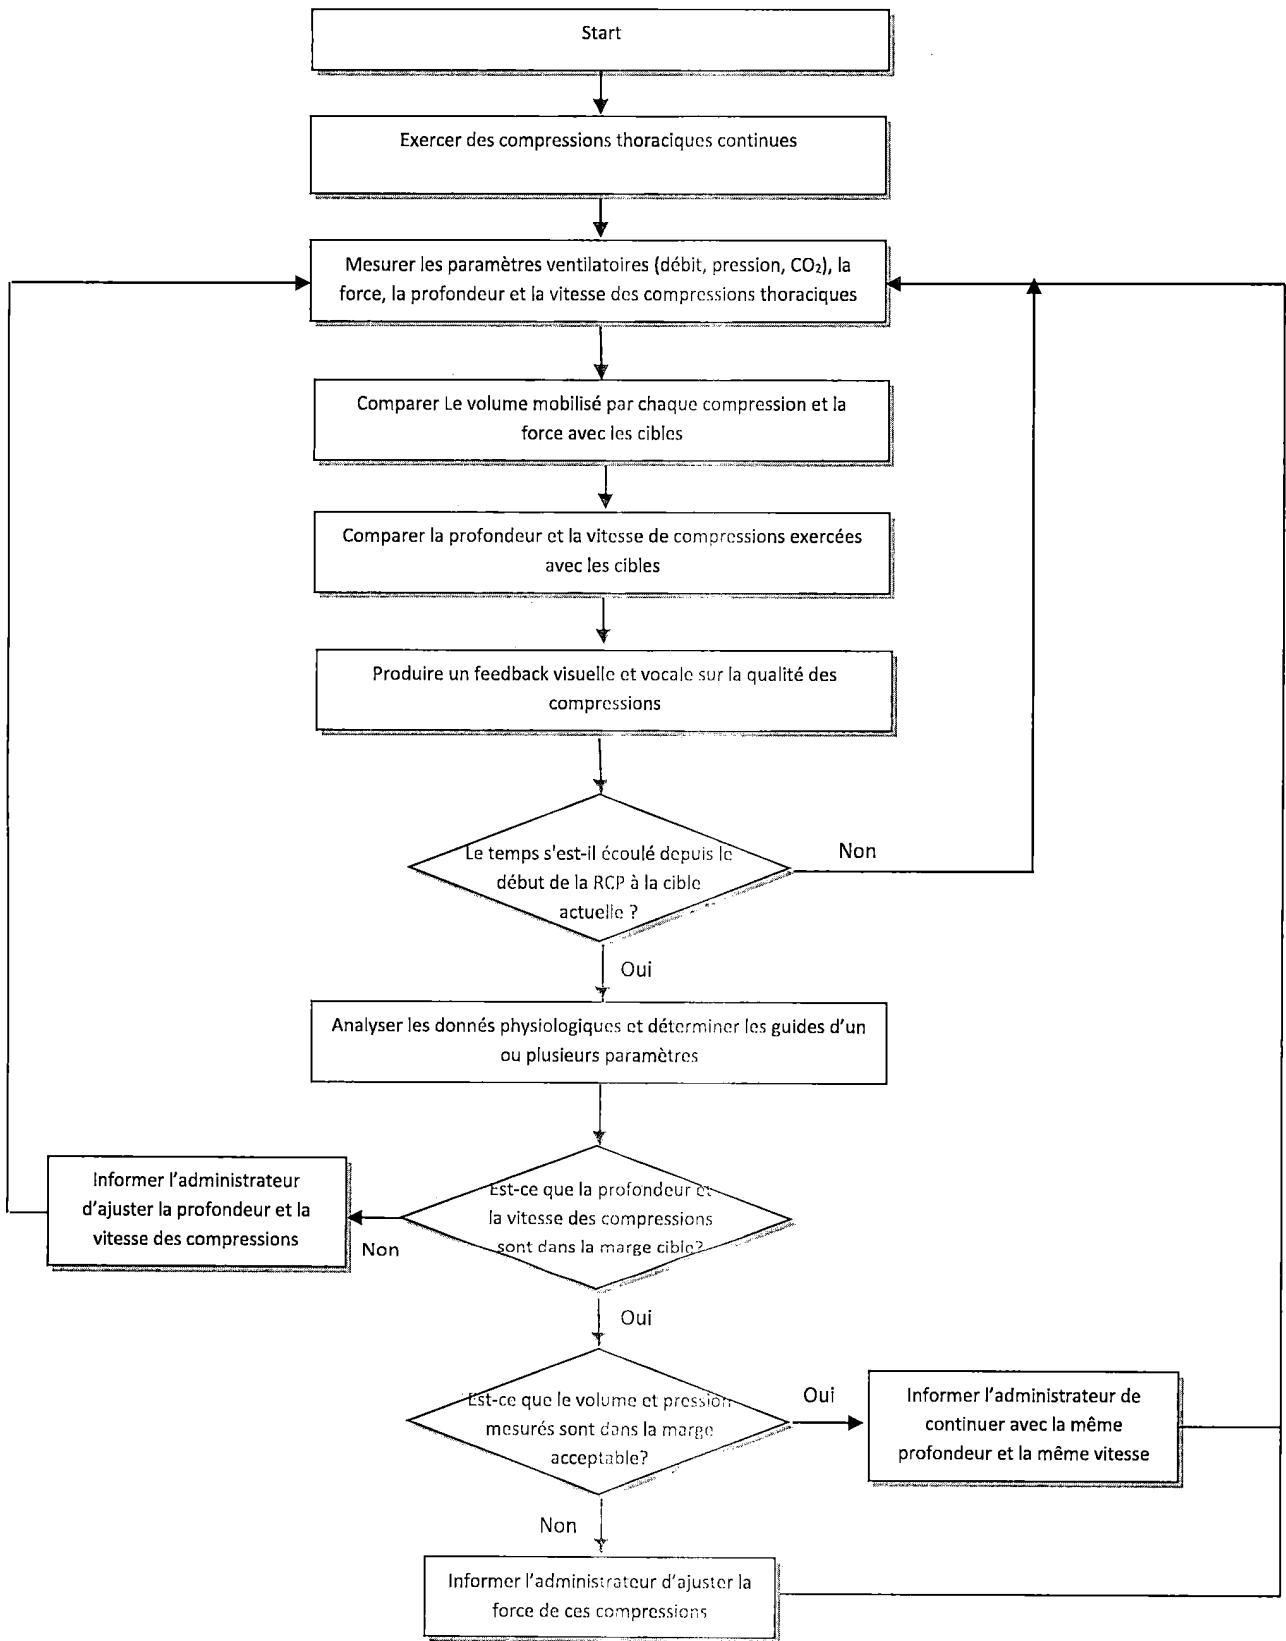 Start
Exercer des compressions thoraciques continues
Mesurer les paramètres ventilatoires (débit, pression, CO₂), la
force, la profondeur et la vitesse des compressions thoraciques
Comparer Le volume mobilisé par chaque compression et la
force avec les cibles
Comparer la profondeur et la vitesse de compressions exercées
avec les cibles
Produire un feedback visuelle et vocale sur la qualité des
compressions
Le temps s'est-il écoulé depuis le
début de la RCP à la cible
actuelle ?
Non
Oui
Analyser les donnés physiologiques et déterminer les guides d'un
ou plusieurs paramètres
Est-ce que la profondeur et
la vitesse des compressions
sont dans la marge cible?
Non
Informer l'administrateur
d'ajuster la profondeur et la
vitesse des compressions
Oui
Est-ce que le volume et pression
mesurés sont dans la marge
acceptable?
Oui
Informer l'administrateur de
continuer avec la même
profondeur et la même vitesse
Non
Informer l'administrateur d'ajuster la
force de ces compressions